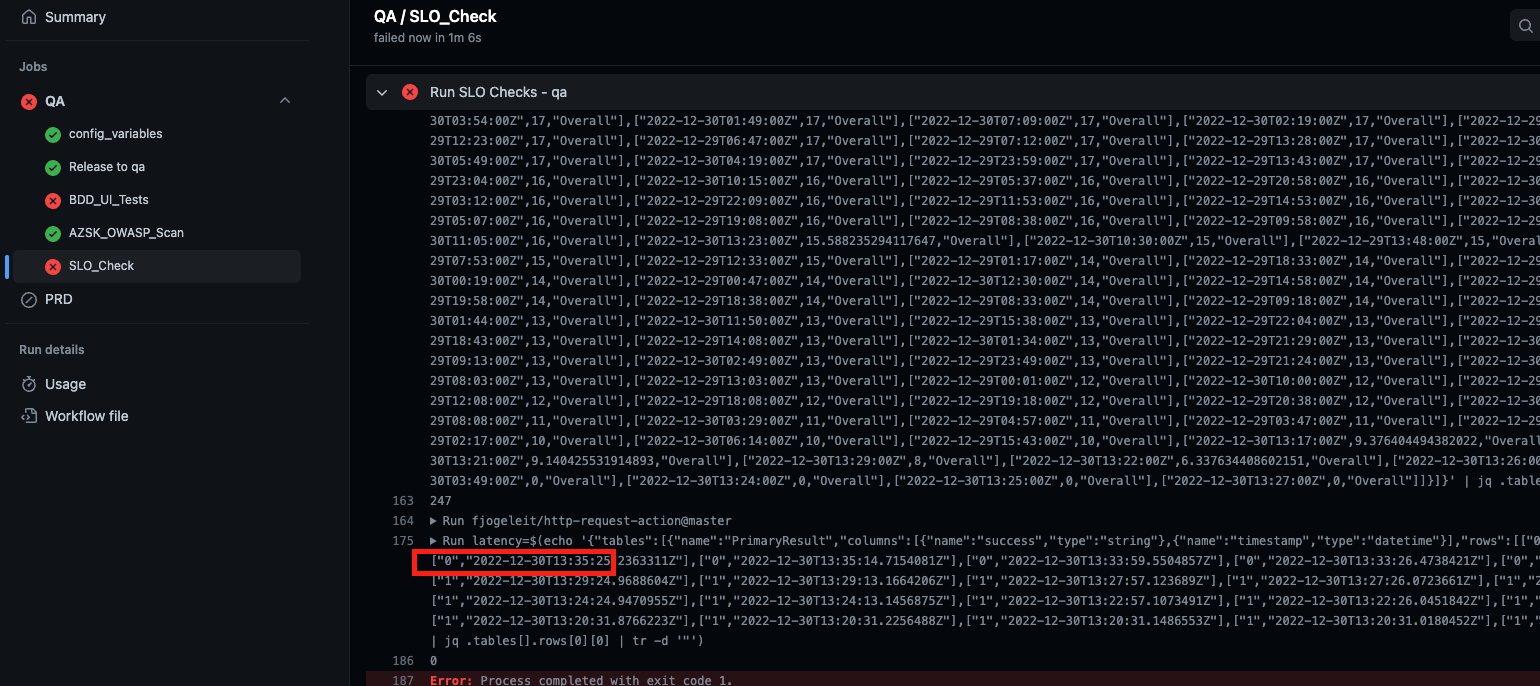 Summary
Jobs
QA
config_variables
Release to qa
BDD_UI_Tests
AZSK_OWASP_Scan
SLO_Check
PRD
Run details
Usage
Workflow file
QA / SLO_Check
failed now in 1m 6s
Run SLO Checks - qa
30T03:54:00Z",17,"Overall"],["2022-12-30T01:49:00Z",17,"Overall"],["2022-12-30T07:09:00Z",17,"Overall"],["2022-12-30T02:19:00Z",17,"Overall"],["2022-12-29
29T12:23:00Z",17,"Overall"],["2022-12-29T06:47:00Z",17,"Overall"],["2022-12-29T07:12:00Z",17,"Overall"],["2022-12-29T13:28:00Z",17,"Overall"],["2022-12-
30T05:49:00Z",17,"Overall"],["2022-12-30T04:19:00Z",17,"Overall"],["2022-12-29T23:59:00Z",17,"Overall"],["2022-12-29T13:43:00Z",17,"Overall"],["2022-12-
29T23:04:00Z",16,"Overall"],["2022-12-30T10:15:00Z",16,"Overall"],["2022-12-29T05:37:00Z",16,"Overall"],["2022-12-29T20:58:00Z",16,"Overall"],["2022-12-30
29T03:12:00Z",16,"Overall"],["2022-12-29T22:09:00Z",16,"Overall"],["2022-12-29T11:53:00Z",16,"Overall"],["2022-12-29T14:53:00Z",16,"Overall"],["2022-12-
29T05:07:00Z",16,"Overall"],["2022-12-29T19:08:00Z",16,"Overall"],["2022-12-29T08:38:00Z",16,"Overall"],["2022-12-29T09:58:00Z",16,"Overall"],["2022-12-30
30T11:05:00Z",16,"Overall"],["2022-12-30T13:23:00Z",15.588235294117647,"Overall"],["2022-12-30T10:30:00Z",15,"Overall"],["2022-12-29T13:48:00Z",15,"Overal
29T07:53:00Z",15,"Overall"],["2022-12-29T12:33:00Z",15,"Overall"],["2022-12-29T01:17:00Z",14,"Overall"],["2022-12-29T18:33:00Z",14,"Overall"],["2022-12-29
30T00:19:00Z",14,"Overall"],["2022-12-29T00:47:00Z",14,"Overall"],["2022-12-30T12:30:00Z",14,"Overall"],["2022-12-29T14:58:00Z",14,"Overall"],["2022-12-29
29T19:58:00Z",14,"Overall"],["2022-12-29T18:38:00Z",14,"Overall"],["2022-12-29T08:33:00Z",14,"Overall"],["2022-12-29T09:18:00Z",14,"Overall"],["2022-12-
30T01:44:00Z",13,"Overall"],["2022-12-30T11:50:00Z",13,"Overall"],["2022-12-29T15:38:00Z",13,"Overall"],["2022-12-29T22:04:00Z",13,"Overall"],["2022-12-29
29T18:43:00Z",13,"Overall"],["2022-12-29T14:08:00Z",13,"Overall"],["2022-12-30T01:34:00Z",13,"Overall"],["2022-12-29T21:29:00Z",13,"Overall"],["2022-12-29
29T09:13:00Z",13,"Overall"],["2022-12-30T02:49:00Z",13,"Overall"],["2022-12-29T23:49:00Z",13,"Overall"],["2022-12-29T21:24:00Z",13,"Overall"],["2022-12-29
29T08:03:00Z",13,"Overall"],["2022-12-29T13:03:00Z",13,"Overall"],["2022-12-29T00:01:00Z",12,"Overall"],["2022-12-30T10:00:00Z",12,"Overall"],["2022-12-29
29T12:08:00Z",12,"Overall"],["2022-12-29T18:08:00Z",12,"Overall"],["2022-12-29T19:18:00Z",12,"Overall"],["2022-12-29T20:38:00Z",12,"Overall"],["2022-12-29
29T08:08:00Z",11,"Overall"],["2022-12-30T03:29:00Z",11,"Overall"],["2022-12-29T04:57:00Z",11,"Overall"],["2022-12-29T03:47:00Z",11,"Overall"],["2022-12-29
29T02:17:00Z",10,"Overall"],["2022-12-30T06:14:00Z",10,"Overall"],["2022-12-29T15:43:00Z",10,"Overall"],["2022-12-30T13:17:00Z",9.376404494382022,"Overal
30T13:21:00Z",9.140425531914893,"Overall"],["2022-12-30T13:29:00Z",8,"Overall"],["2022-12-30T13:22:00Z",6.337634408602151,"Overall"],["2022-12-30T13:26:00
30T03:49:00Z",0,"Overall"],["2022-12-30T13:24:00Z",0,"Overall"],["2022-12-30T13:25:00Z",0,"Overall"],["2022-12-30T13:27:00Z",0,"Overall"]]}]}' | jq .table
163 247
164 Run fjogeleit/http-request-action@master
175 Run latency=$(echo '{"tables":[{"name":"PrimaryResult","columns":[{"name":"success","type":"string"},{"name":"timestamp","type":"datetime"}],"rows":[["0
["0","2022-12-30T13:35:25.2363311Z"],["0","2022-12-30T13:35:14.7154081Z"],["0","2022-12-30T13:33:59.5504857Z"],["0","2022-12-30T13:33:26.4738421Z"],["0","
["1","2022-12-30T13:29:24.9688604Z"],["1","2022-12-30T13:29:13.1664206Z"],["1","2022-12-30T13:27:57.123689Z"],["1","2022-12-30T13:27:26.0723661Z"],["1","2
["1","2022-12-30T13:24:24.9470955Z"],["1","2022-12-30T13:24:13.1456875Z"],["1","2022-12-30T13:22:57.1073491Z"],["1","2022-12-30T13:22:26.0451842Z"],["1","
["1","2022-12-30T13:20:31.8766223Z"],["1","2022-12-30T13:20:31.2256488Z"],["1","2022-12-30T13:20:31.1486553Z"],["1","2022-12-30T13:20:31.0180452Z"],["1","
| jq .tables[].rows[0][0] | tr -d '"')
186 0
187 Error: Process completed with exit code 1.